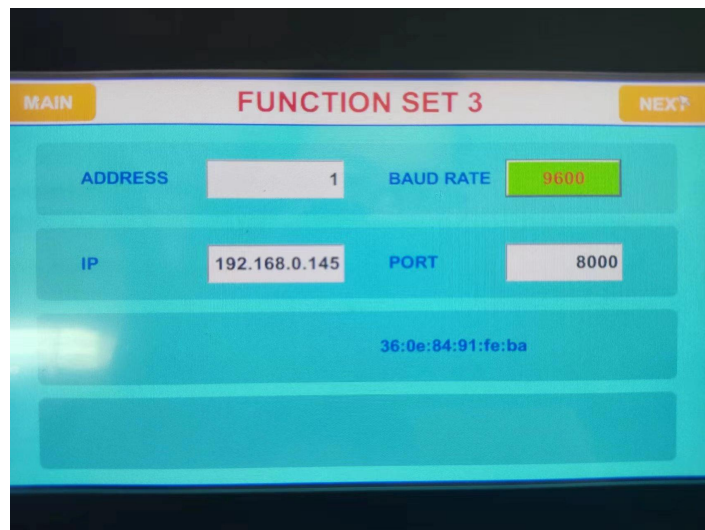 MAIN
FUNCTION SET 3
NEXT
ADDRESS 1 BAUD RATE 9600
IP 192.168.0.145 PORT 8000
36:0e:84:91:fe:ba